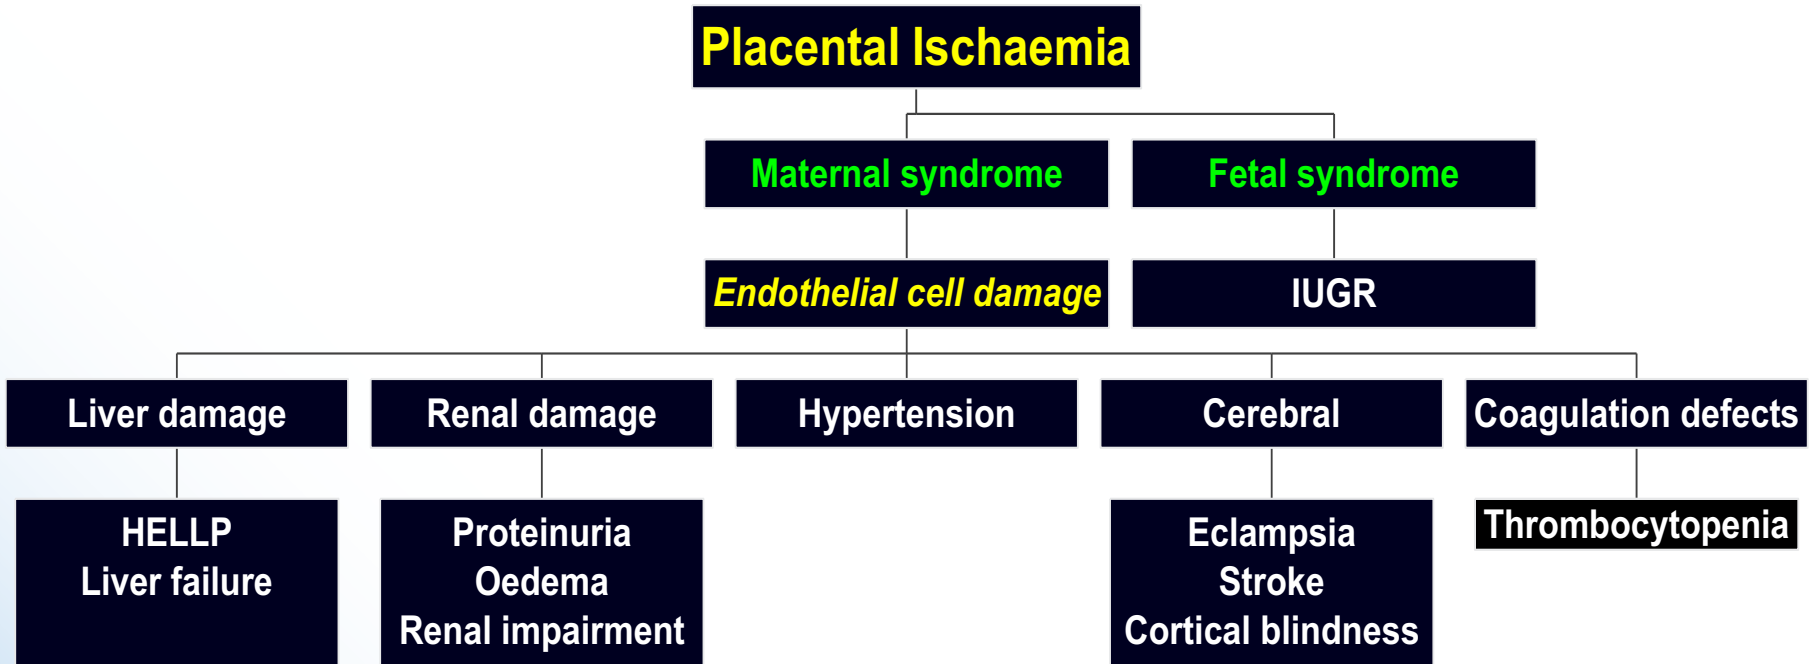 Placental Ischaemia
Maternal syndrome
Fetal syndrome
Endothelial cell damage
IUGR
Liver damage
Renal damage
Hypertension
Cerebral
Coagulation defects
HELLP
Liver failure
Proteinuria
Oedema
Renal impairment
Eclampsia
Stroke
Cortical blindness
Thrombocytopenia